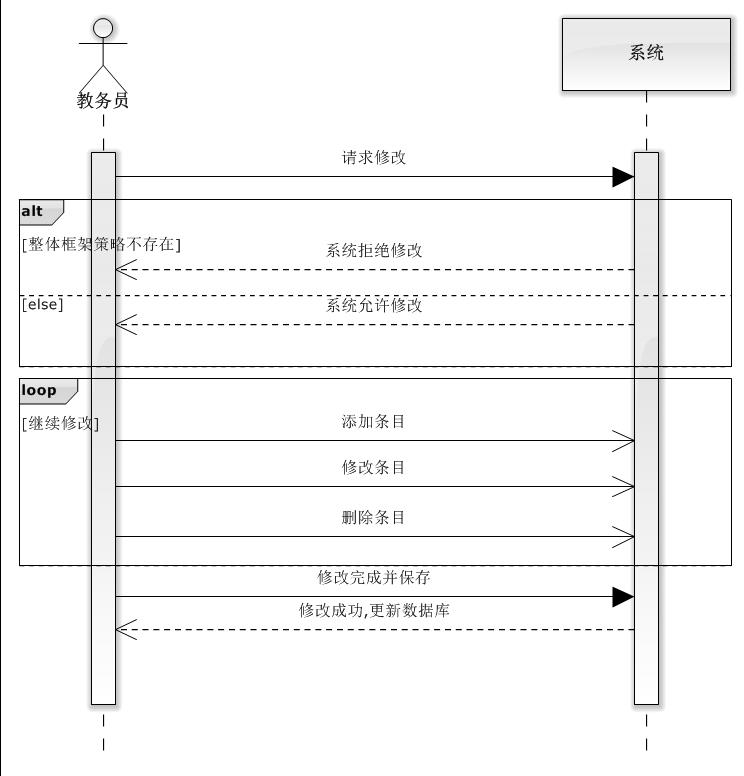 教务员
系统
请求修改
alt
[整体框架策略不存在]
系统拒绝修改
[else]
系统允许修改
loop
[继续修改]
添加条目
修改条目
删除条目
修改完成并保存
修改成功,更新数据库